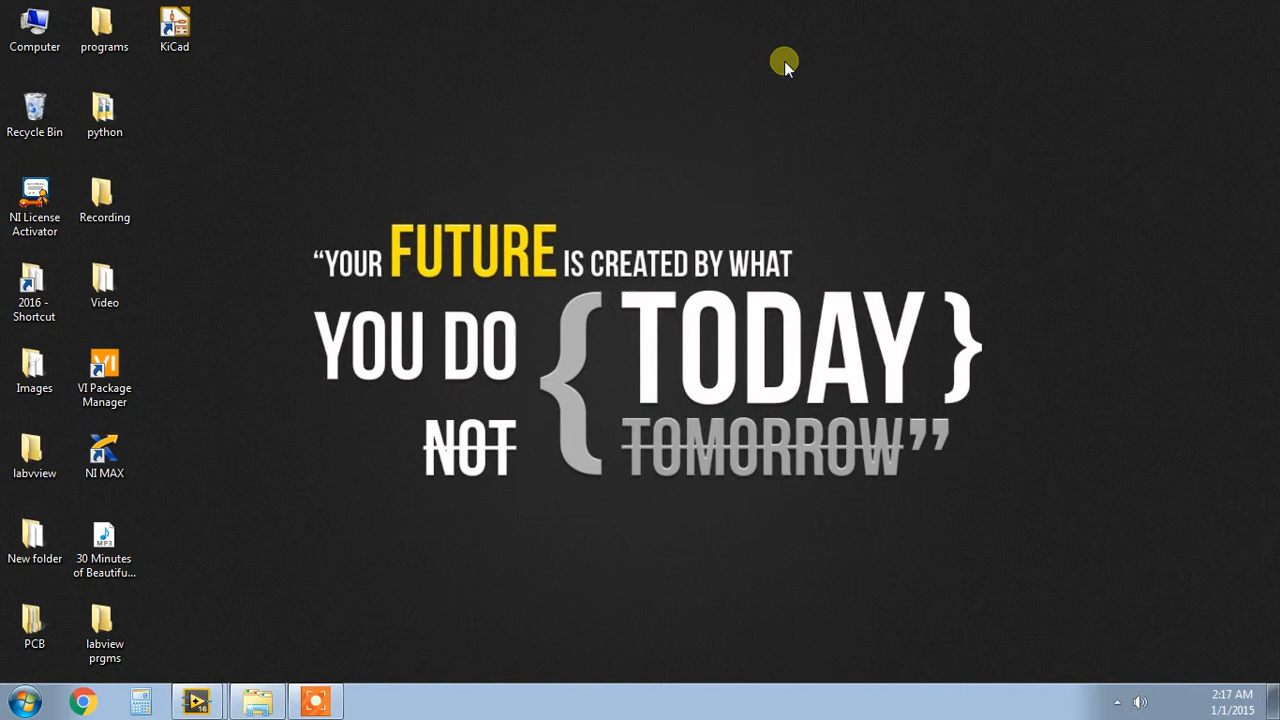 Computer
programs
KiCad
Recycle Bin
python
NI License
Activator
Recording
2016 -
Shortcut
Video
Images
VI Package
Manager
labvview
NI MAX
New folder
30 Minutes
of Beautifu...
PCB
labview
prgms
“YOUR FUTURE IS CREATED BY WHAT
YOU DO { TODAY }
NOT TOMORROW”
16
2:17 AM
1/1/2015